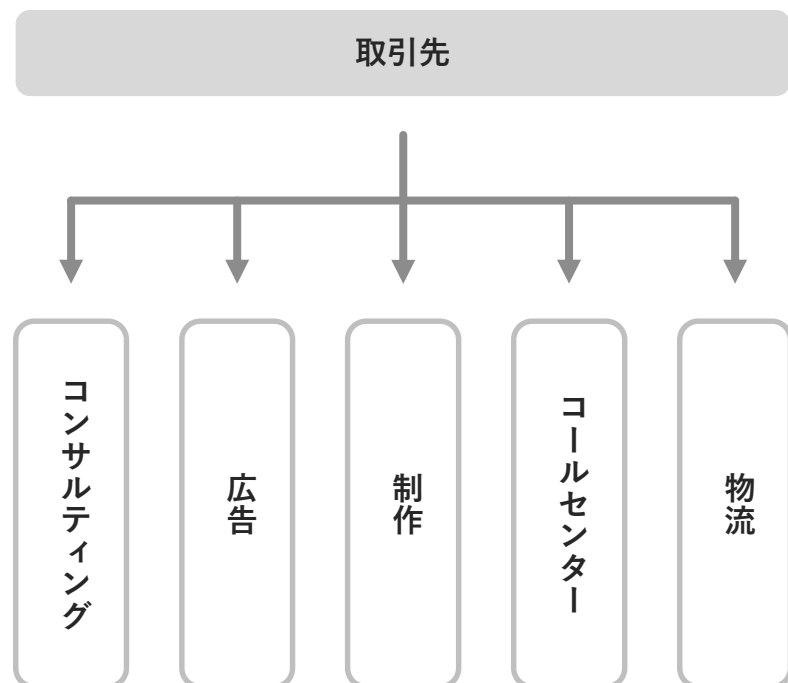 取引先
コンサルティング
広告
制作
コールセンター
物流